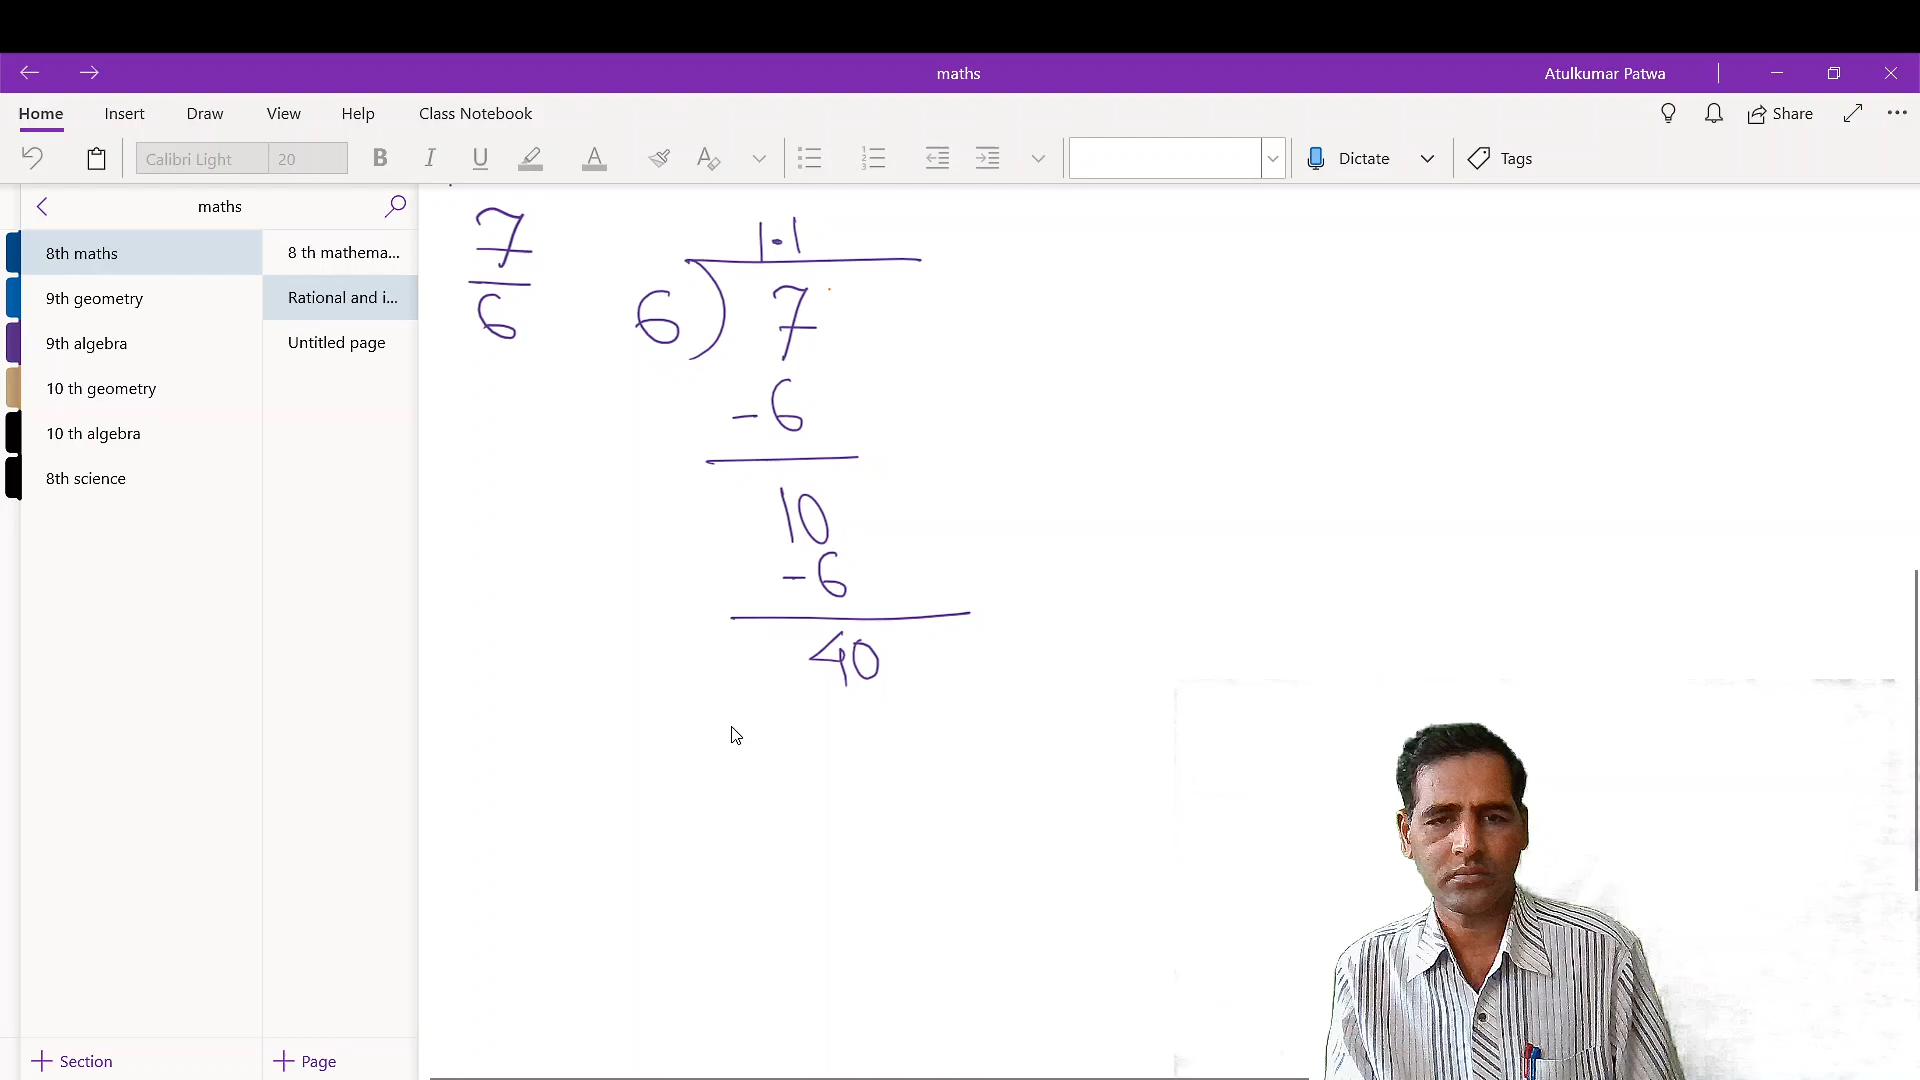 maths
Atulkumar Patwa
Home Insert Draw View Help Class Notebook
Share
Calibri Light 20
B I U A A
Dictate
Tags
maths
8th maths
9th geometry
9th algebra
10 th geometry
10 th algebra
8th science
8 th mathema...
Rational and i...
Untitled page
7
6
1.1
6) 7
-6
10
-6
40
+ Section
+ Page